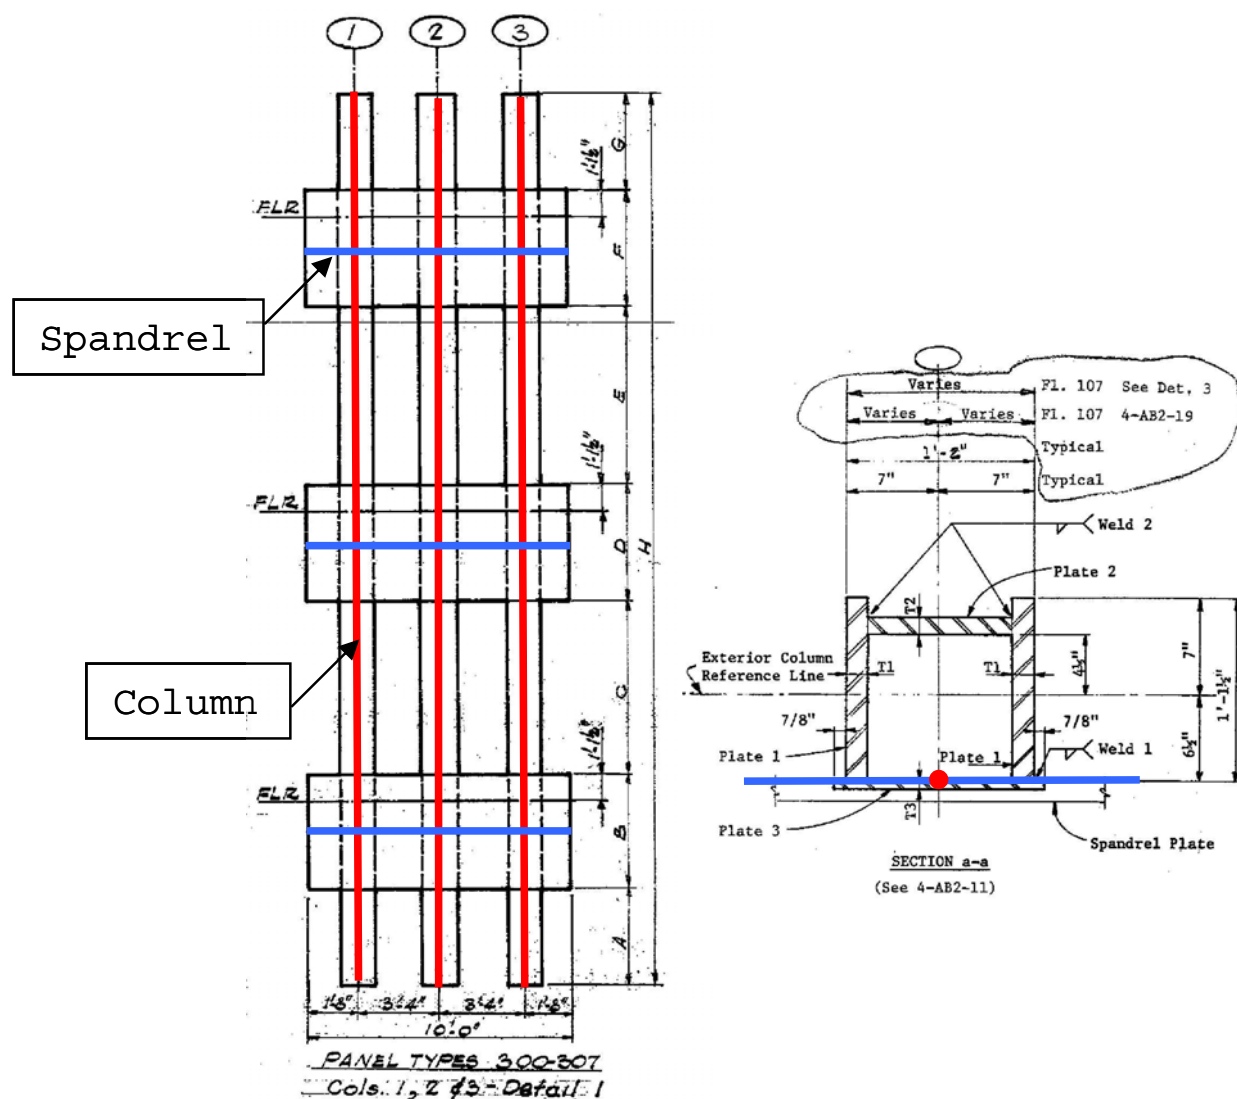 1 2 3
G
1'-1½"
FLR
F
Spandrel
E
1'-1½"
FLR
D
H
Column
C
1'-1½"
FLR
B
A
1'-8" 3'-4" 3'-4" 1'-8"
10'-0"
PANEL TYPES 300-307
Cols. 1, 2 & 3 - Detail 1
Varies Fl. 107 See Det. 3
Varies Varies Fl. 107 4-AB2-19
1'-2" Typical
7" 7" Typical
Weld 2
Plate 2
T2
Exterior Column
Reference Line
T1 T1
4½"
7"
1'-1½"
6½"
7/8" 7/8"
Plate 1 Plate 1 Weld 1
T3
Plate 3
Spandrel Plate
SECTION a-a
(See 4-AB2-11)